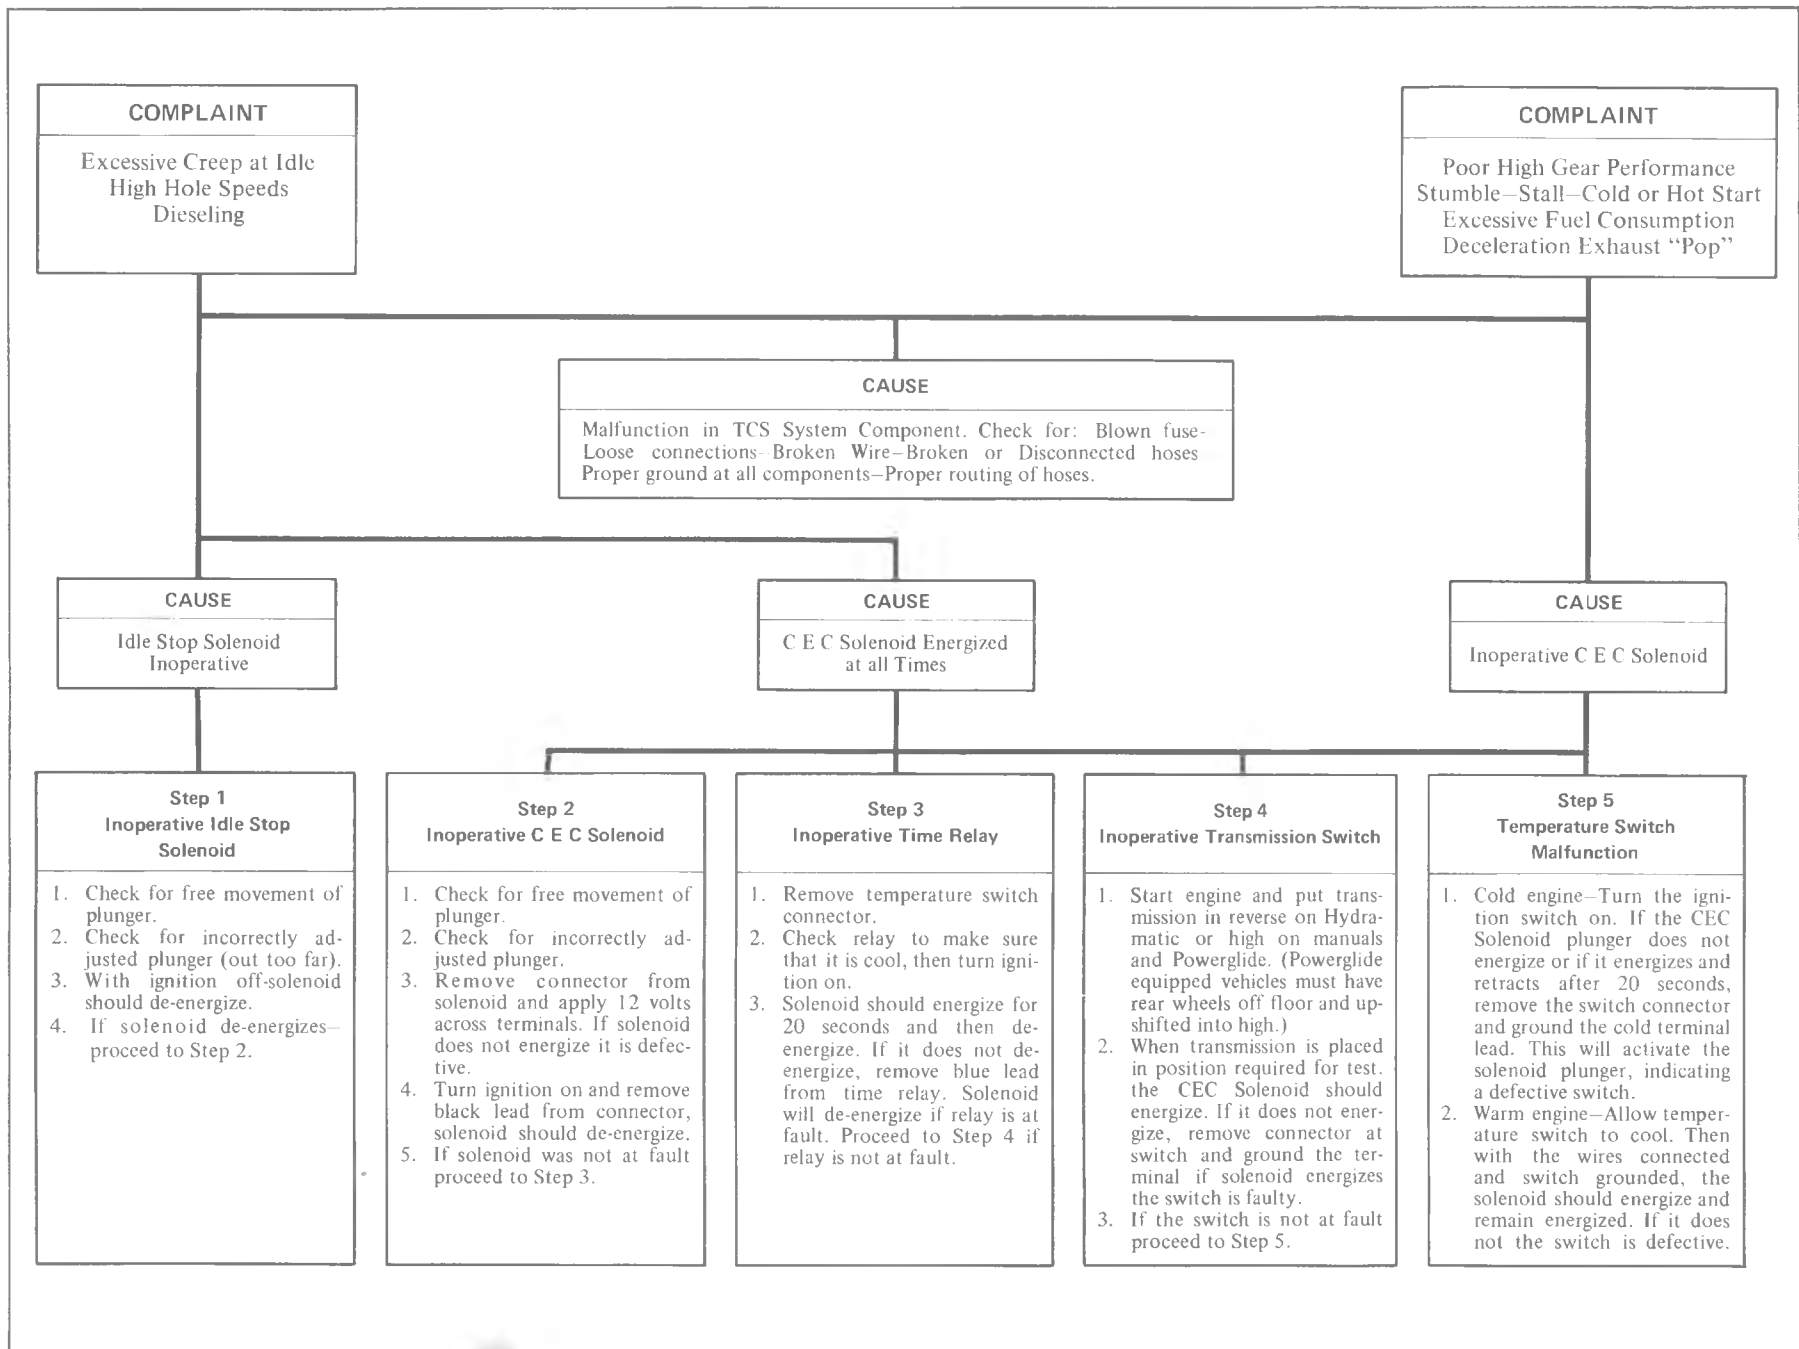 COMPLAINT
Excessive Creep at Idle
High Hole Speeds
Dieseling
COMPLAINT
Poor High Gear Performance
Stumble–Stall–Cold or Hot Start
Excessive Fuel Consumption
Deceleration Exhaust “Pop”
CAUSE
Malfunction in TCS System Component. Check for: Blown fuse-
Loose connections–Broken Wire–Broken or Disconnected hoses
Proper ground at all components–Proper routing of hoses.
CAUSE
Idle Stop Solenoid
Inoperative
CAUSE
C E C Solenoid Energized
at all Times
CAUSE
Inoperative C E C Solenoid
Step 1
Inoperative Idle Stop
Solenoid
1. Check for free movement of
plunger.
2. Check for incorrectly ad-
justed plunger (out too far).
3. With ignition off-solenoid
should de-energize.
4. If solenoid de-energizes–
proceed to Step 2.
Step 2
Inoperative C E C Solenoid
1. Check for free movement of
plunger.
2. Check for incorrectly ad-
justed plunger.
3. Remove connector from
solenoid and apply 12 volts
across terminals. If solenoid
does not energize it is defec-
tive.
4. Turn ignition on and remove
black lead from connector,
solenoid should de-energize.
5. If solenoid was not at fault
proceed to Step 3.
Step 3
Inoperative Time Relay
1. Remove temperature switch
connector.
2. Check relay to make sure
that it is cool, then turn igni-
tion on.
3. Solenoid should energize for
20 seconds and then de-
energize. If it does not de-
energize, remove blue lead
from time relay. Solenoid
will de-energize if relay is at
fault. Proceed to Step 4 if
relay is not at fault.
Step 4
Inoperative Transmission Switch
1. Start engine and put trans-
mission in reverse on Hydra-
matic or high on manuals
and Powerglide. (Powerglide
equipped vehicles must have
rear wheels off floor and up-
shifted into high.)
2. When transmission is placed
in position required for test.
the CEC Solenoid should
energize. If it does not ener-
gize, remove connector at
switch and ground the ter-
minal if solenoid energizes
the switch is faulty.
3. If the switch is not at fault
proceed to Step 5.
Step 5
Temperature Switch
Malfunction
1. Cold engine–Turn the igni-
tion switch on. If the CEC
Solenoid plunger does not
energize or if it energizes and
retracts after 20 seconds,
remove the switch connector
and ground the cold terminal
lead. This will activate the
solenoid plunger, indicating
a defective switch.
2. Warm engine–Allow temper-
ature switch to cool. Then
with the wires connected
and switch grounded, the
solenoid should energize and
remain energized. If it does
not the switch is defective.